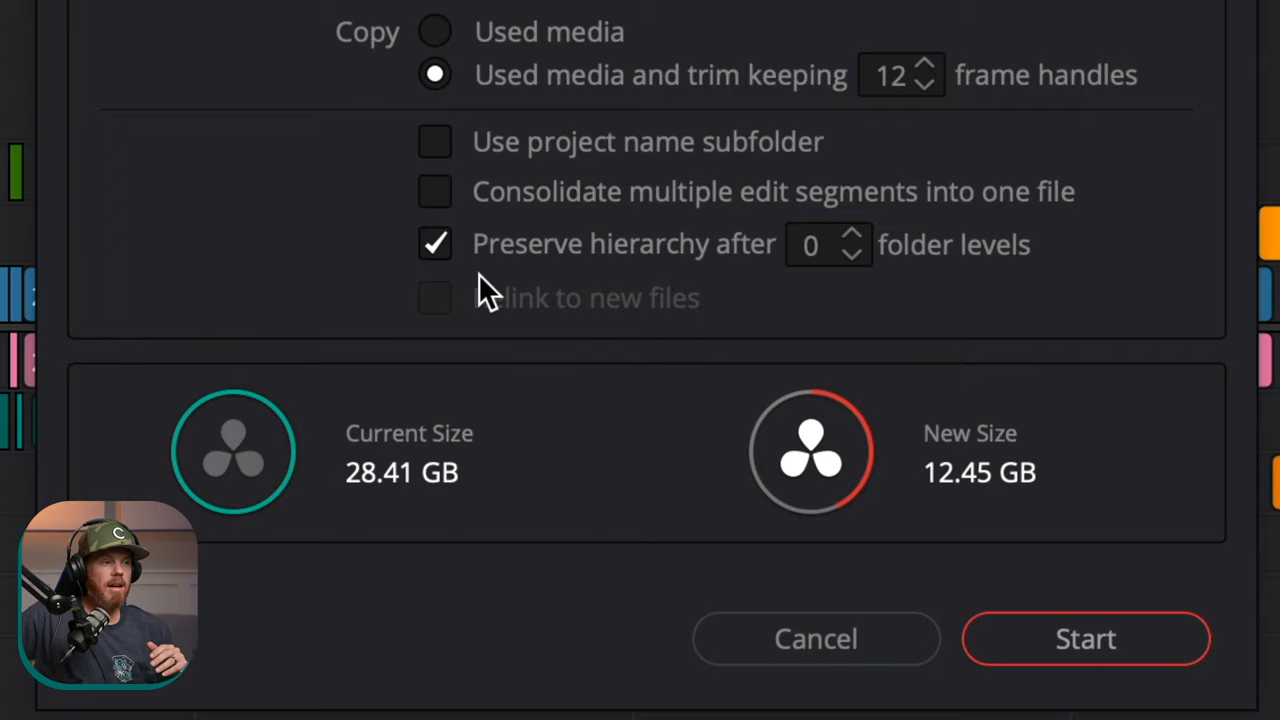 Copy Used media
Used media and trim keeping 12 frame handles
Use project name subfolder
Consolidate multiple edit segments into one file
Preserve hierarchy after 0 folder levels
link to new files
Current Size
28.41 GB
New Size
12.45 GB
Cancel Start
C